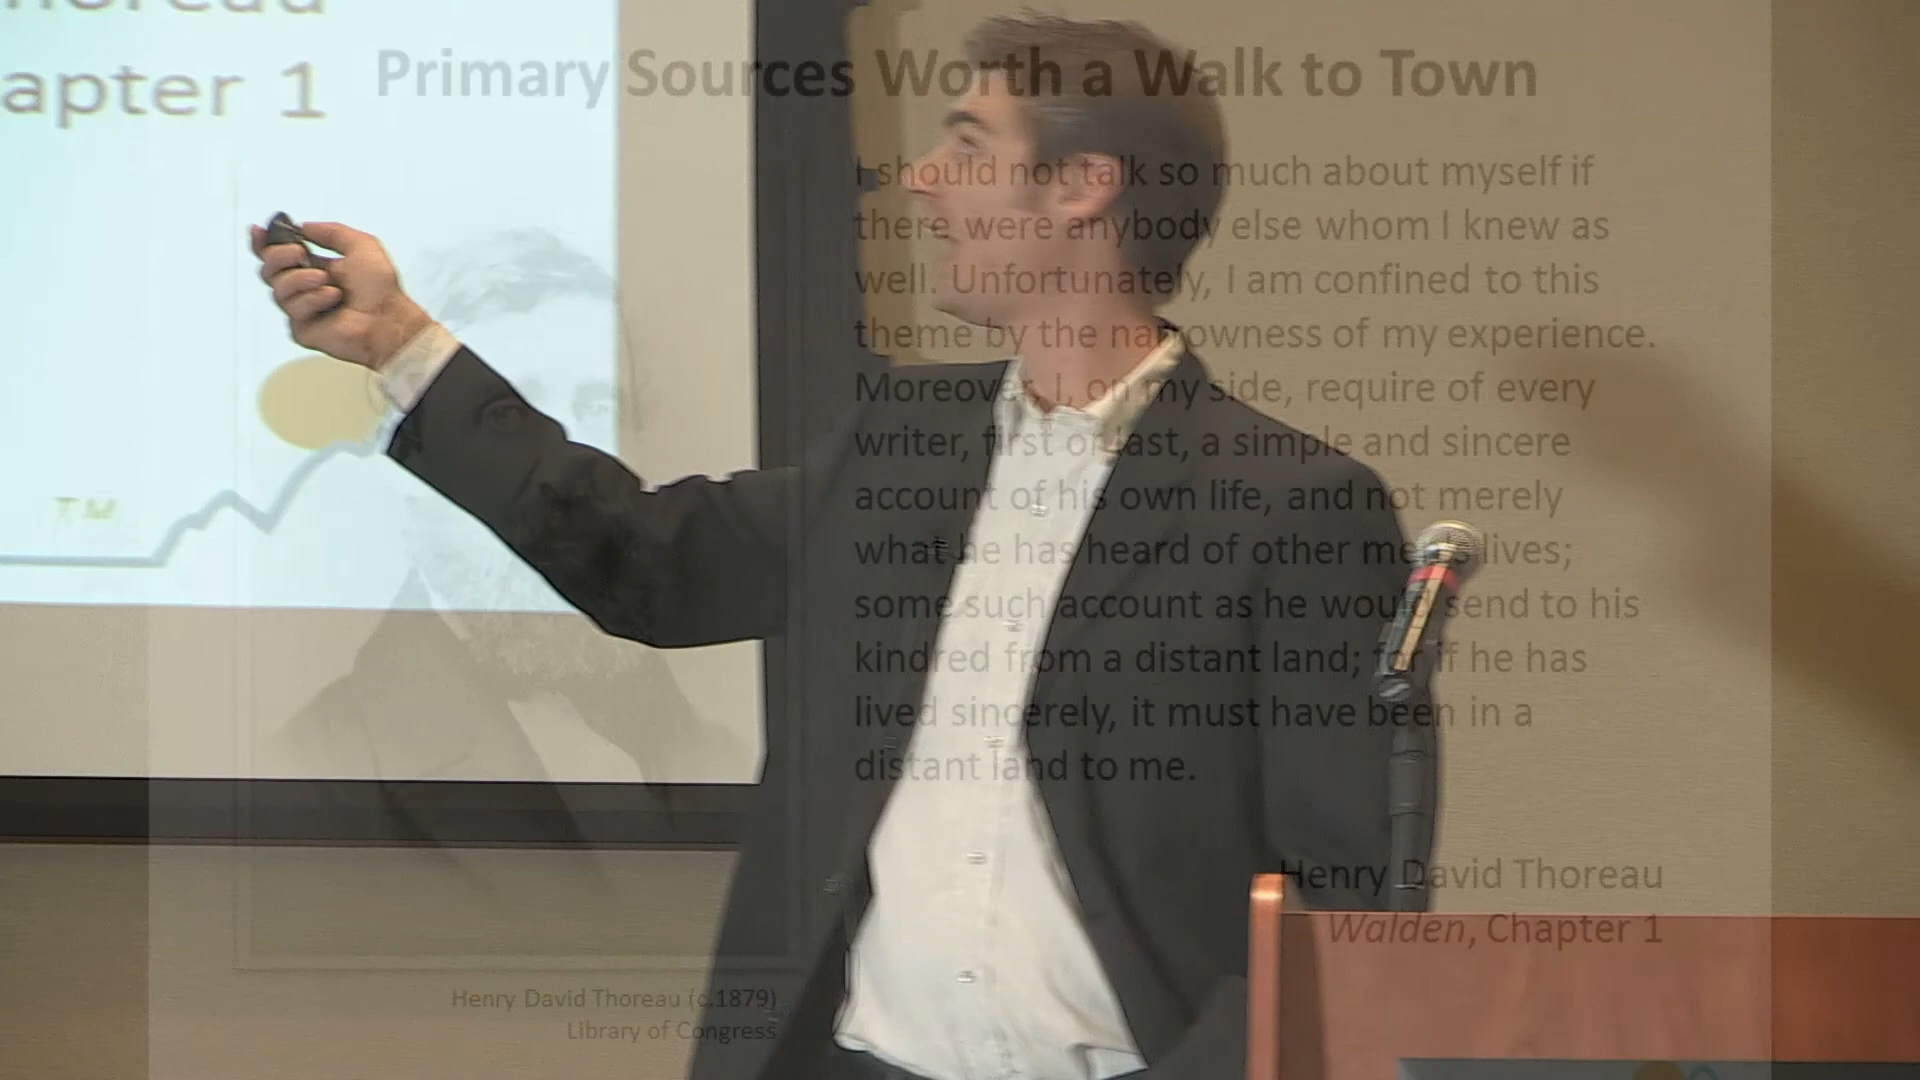 Thoreau
apter 1
TM
Primary Sources Worth a Walk to Town
I should not talk so much about myself if
there were anybody else whom I knew as
well. Unfortunately, I am confined to this
theme by the narrowness of my experience.
Moreover, I, on my side, require of every
writer, first or last, a simple and sincere
account of his own life, and not merely
what he has heard of other men's lives;
some such account as he would send to his
kindred from a distant land; for if he has
lived sincerely, it must have been in a
distant land to me.
Henry David Thoreau
Walden, Chapter 1
Henry David Thoreau (c.1879)
Library of Congress